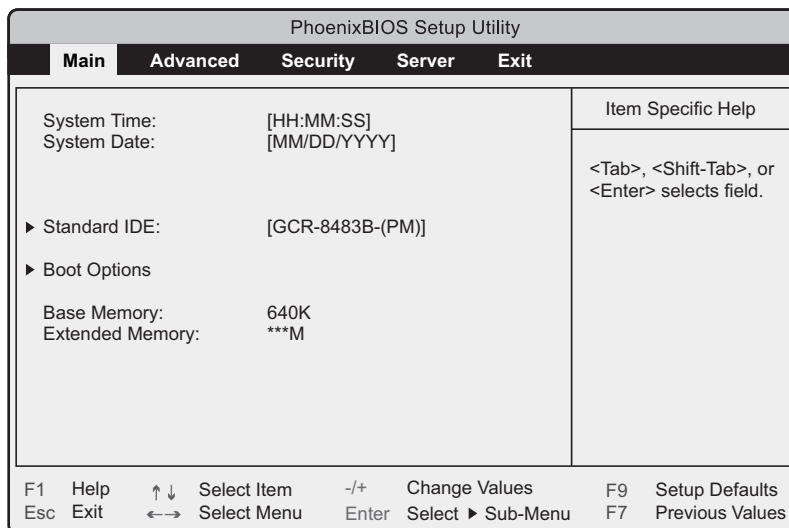 PhoenixBIOS Setup Utility
Main Advanced Security Server Exit
System Time: [HH:MM:SS]
System Date: [MM/DD/YYYY]
▶ Standard IDE: [GCR-8483B-(PM)]
▶ Boot Options
Base Memory: 640K
Extended Memory: ***M
Item Specific Help
<Tab>, <Shift-Tab>, or
<Enter> selects field.
F1 Help ↑↓ Select Item -/+ Change Values F9 Setup Defaults
Esc Exit ←→ Select Menu Enter Select ▶ Sub-Menu F7 Previous Values